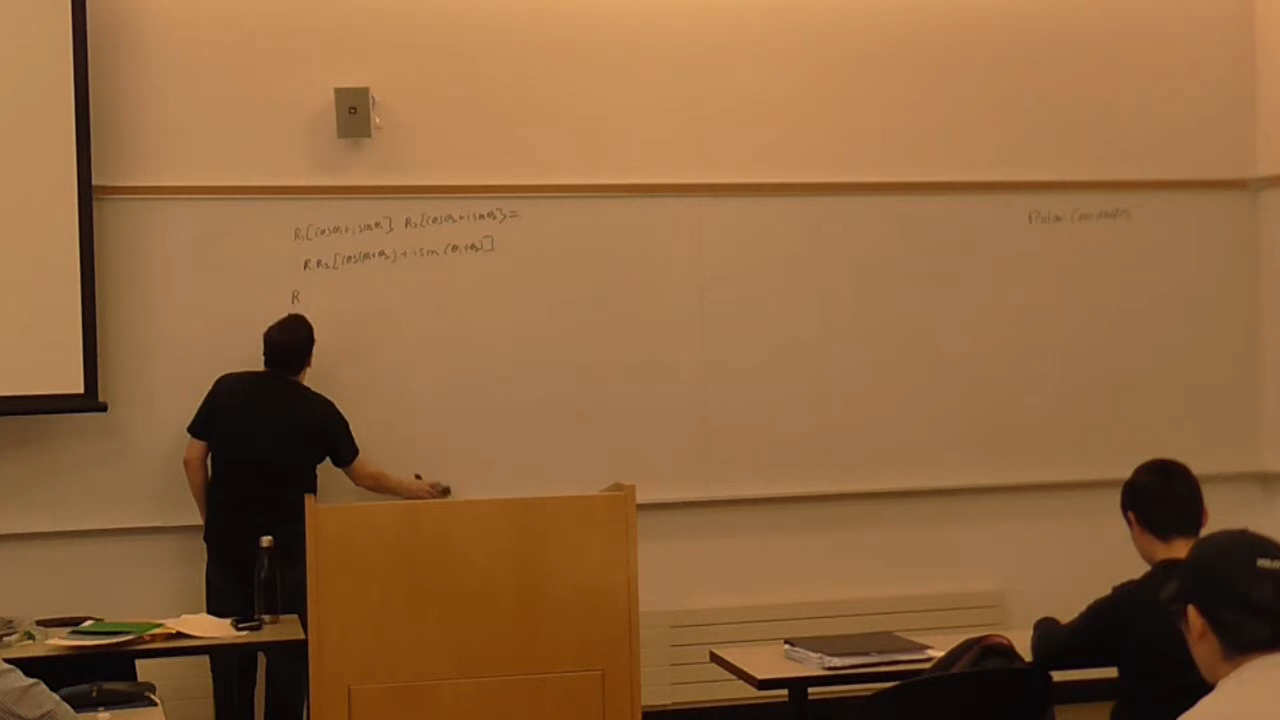 R₁[cosθ₁+i sinθ₁] R₂[cosθ₂+i sinθ₂]=
R₁R₂[cos(θ₁+θ₂)+i sin(θ₁+θ₂)]
R
Polar Coordinates